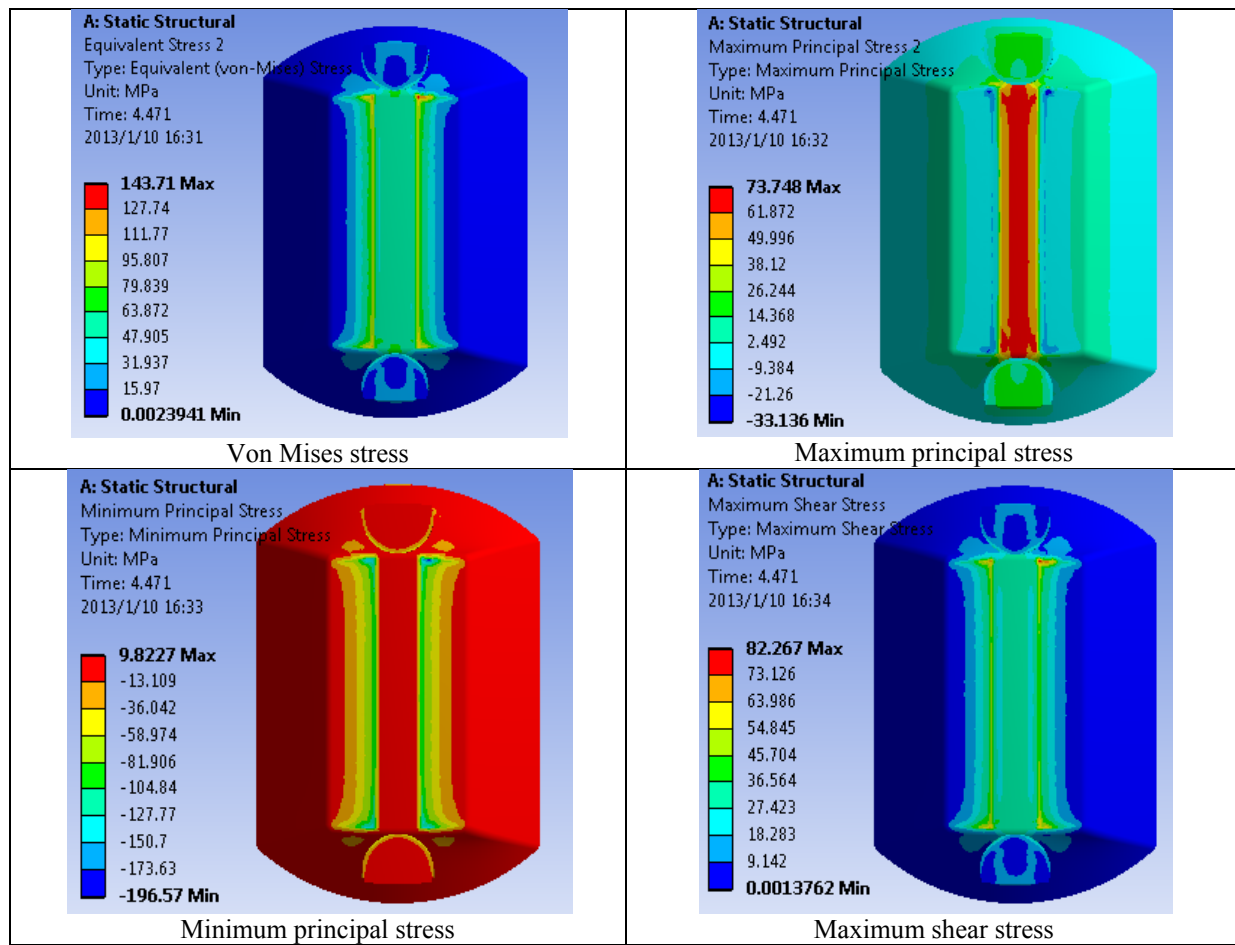 A: Static Structural
Equivalent Stress 2
Type: Equivalent (von-Mises) Stress
Unit: MPa
Time: 4.471
2013/1/10 16:31
143.71 Max
127.74
111.77
95.807
79.839
63.872
47.905
31.937
15.97
0.0023941 Min
Von Mises stress
A: Static Structural
Maximum Principal Stress 2
Type: Maximum Principal Stress
Unit: MPa
Time: 4.471
2013/1/10 16:32
73.748 Max
61.872
49.996
38.12
26.244
14.368
2.492
-9.384
-21.26
-33.136 Min
Maximum principal stress
A: Static Structural
Minimum Principal Stress
Type: Minimum Principal Stress
Unit: MPa
Time: 4.471
2013/1/10 16:33
9.8227 Max
-13.109
-36.042
-58.974
-81.906
-104.84
-127.77
-150.7
-173.63
-196.57 Min
Minimum principal stress
A: Static Structural
Maximum Shear Stress
Type: Maximum Shear Stress
Unit: MPa
Time: 4.471
2013/1/10 16:34
82.267 Max
73.126
63.986
54.845
45.704
36.564
27.423
18.283
9.142
0.0013762 Min
Maximum shear stress